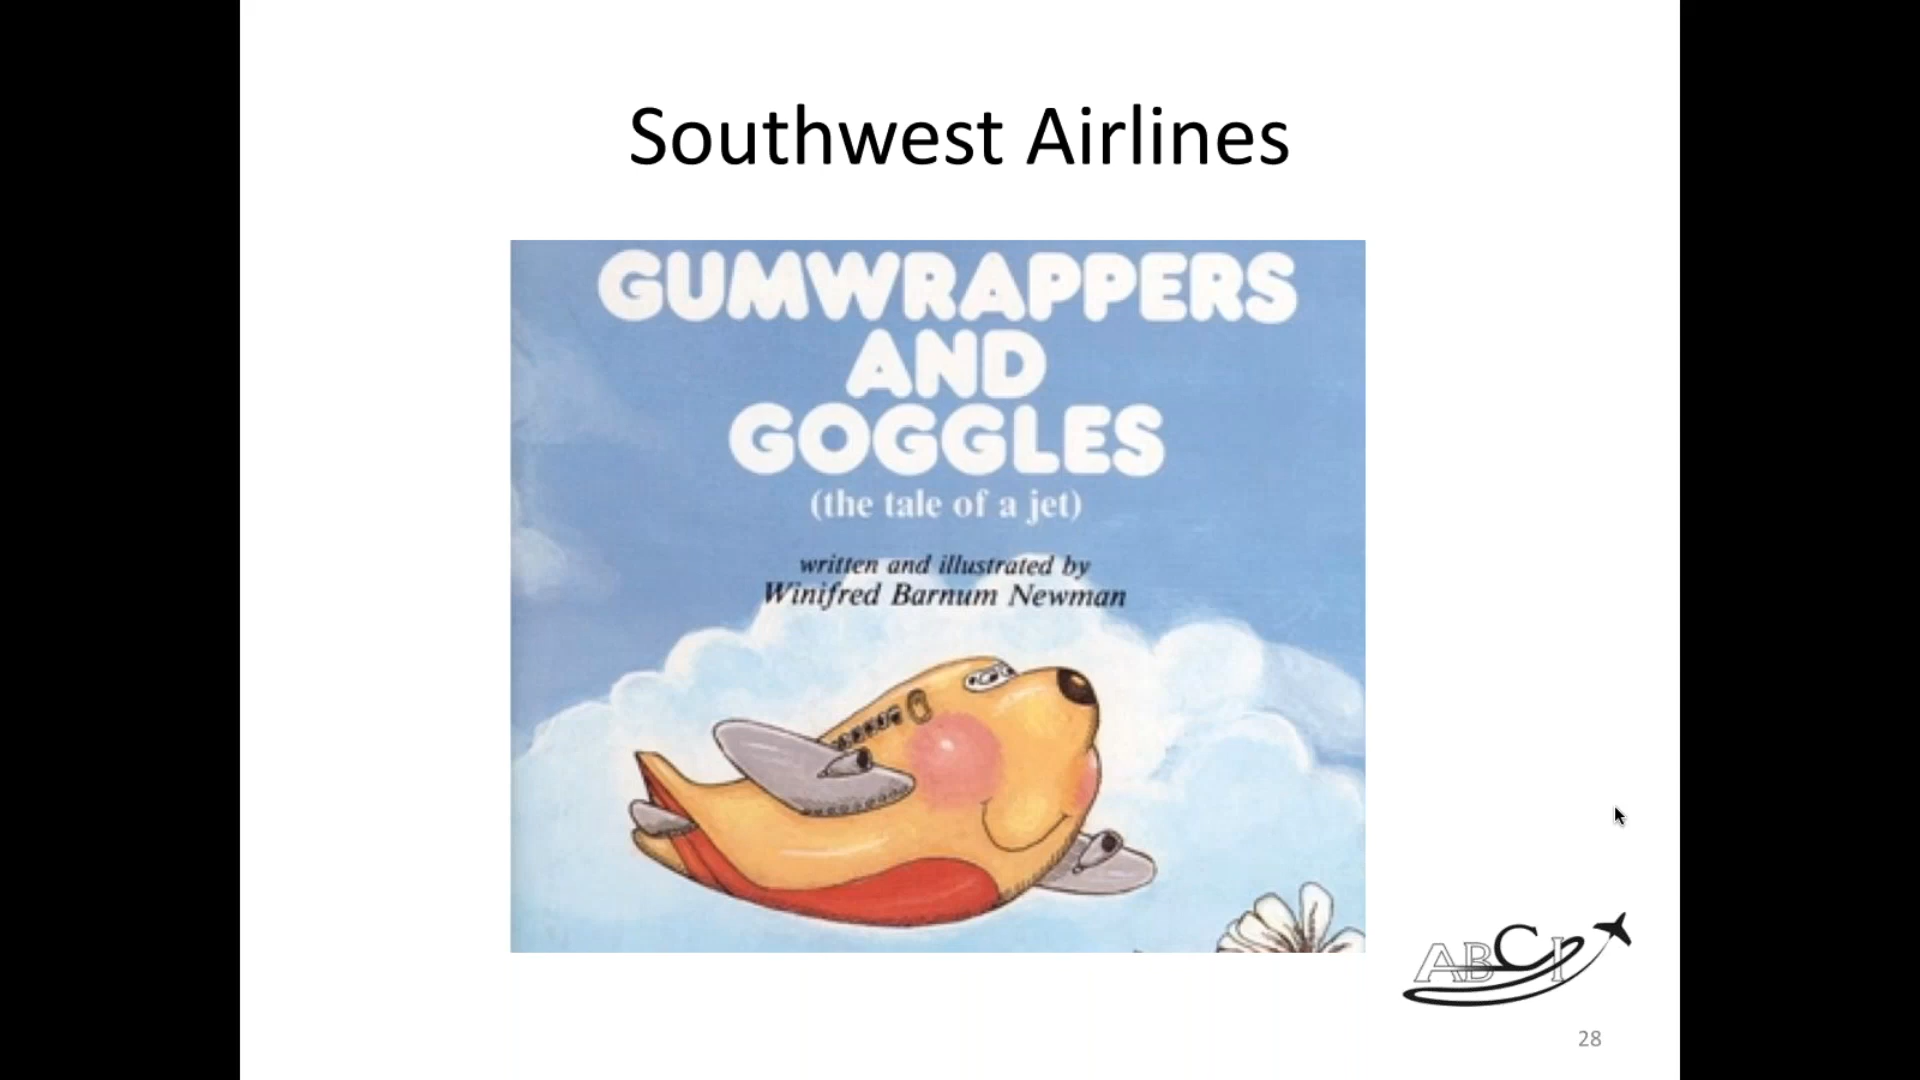 Southwest Airlines
GUMWRAPPERS
AND
GOGGLES
(the tale of a jet)
written and illustrated by
Winifred Barnum Newman
ABCI
28